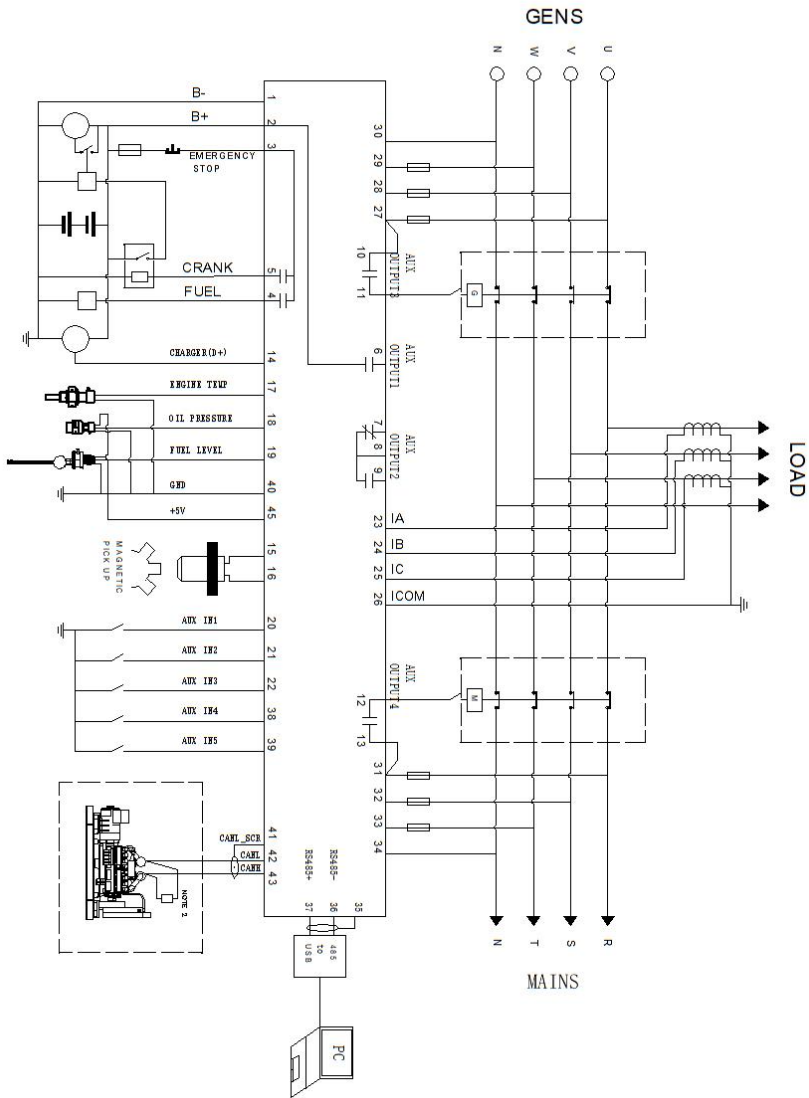 GENS
N
W
V
U
B-
B+
EMERGENCY
STOP
CRANK
FUEL
CHARGER(D+)
ENGINE TEMP
OIL PRESSURE
FUEL LEVEL
GND
+5V
MAGNETIC
PICK UP
AUX IN1
AUX IN2
AUX IN3
AUX IN4
AUX IN5
CANL_SCR
CANL
CANH
NOTE 2
1
2
3
5
4
14
17
18
19
40
45
15
16
20
21
22
38
39
41
42
43
30
29
28
27
10
11
AUX
OUTPUT3
G
6
AUX
OUTPUT1
7
8
9
AUX
OUTPUT2
23
24
25
26
IA
IB
IC
ICOM
LOAD
AUX
OUTPUT4
12
13
M
31
32
33
34
RS485+
RS485-
37
36
35
485
to
USB
PC
N
T
S
R
MAINS